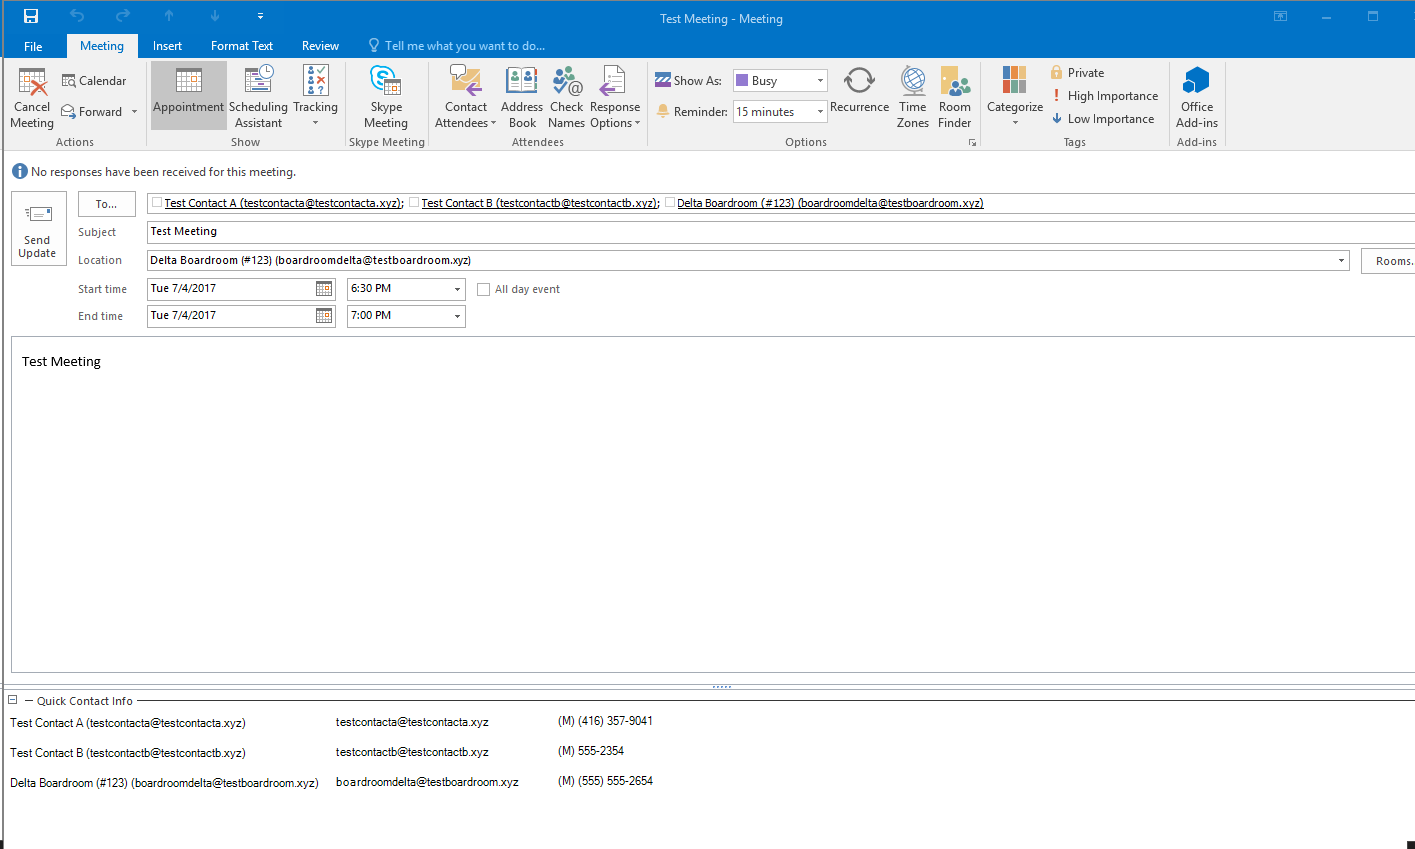 Test Meeting - Meeting
File Meeting Insert Format Text Review Tell me what you want to do...
Cancel Meeting
Calendar
Forward
Actions
Appointment
Scheduling Assistant
Tracking
Show
Skype Meeting
Skype Meeting
Contact Attendees
Address Book
Check Names
Response Options
Attendees
Show As: Busy
Reminder: 15 minutes
Recurrence
Time Zones
Room Finder
Options
Categorize
Private
High Importance
Low Importance
Tags
Office Add-ins
Add-ins
No responses have been received for this meeting.
Send Update
To... Test Contact A (testcontacta@testcontacta.xyz); Test Contact B (testcontactb@testcontactb.xyz); Delta Boardroom (#123) (boardroomdelta@testboardroom.xyz)
Subject Test Meeting
Location Delta Boardroom (#123) (boardroomdelta@testboardroom.xyz) Rooms.
Start time Tue 7/4/2017 6:30 PM All day event
End time Tue 7/4/2017 7:00 PM
Test Meeting
Quick Contact Info
Test Contact A (testcontacta@testcontacta.xyz) testcontacta@testcontacta.xyz (M) (416) 357-9041
Test Contact B (testcontactb@testcontactb.xyz) testcontactb@testcontactb.xyz (M) 555-2354
Delta Boardroom (#123) (boardroomdelta@testboardroom.xyz) boardroomdelta@testboardroom.xyz (M) (555) 555-2654